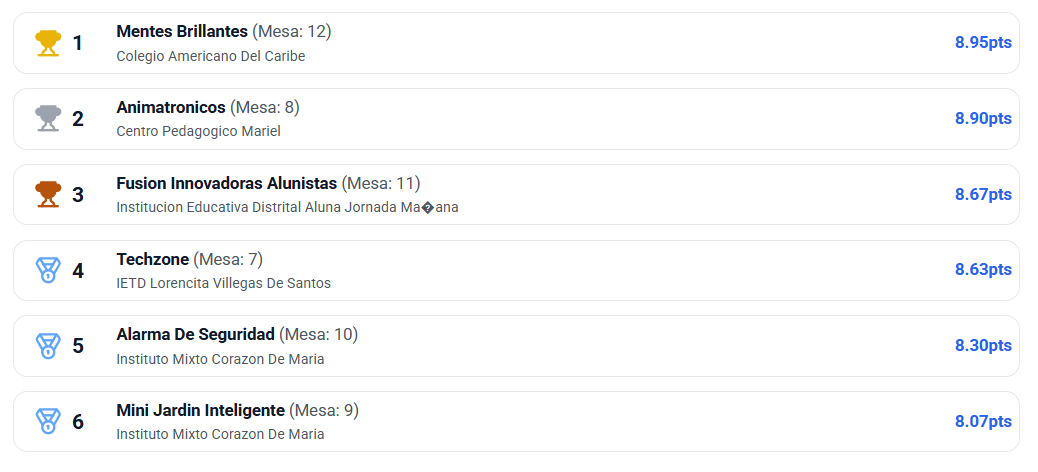 1
Mentes Brillantes (Mesa: 12)
Colegio Americano Del Caribe
8.95pts
2
Animatronicos (Mesa: 8)
Centro Pedagogico Mariel
8.90pts
3
Fusion Innovadoras Alunistas (Mesa: 11)
Institucion Educativa Distrital Aluna Jornada Ma�ana
8.67pts
4
Techzone (Mesa: 7)
IETD Lorencita Villegas De Santos
8.63pts
5
Alarma De Seguridad (Mesa: 10)
Instituto Mixto Corazon De Maria
8.30pts
6
Mini Jardin Inteligente (Mesa: 9)
Instituto Mixto Corazon De Maria
8.07pts